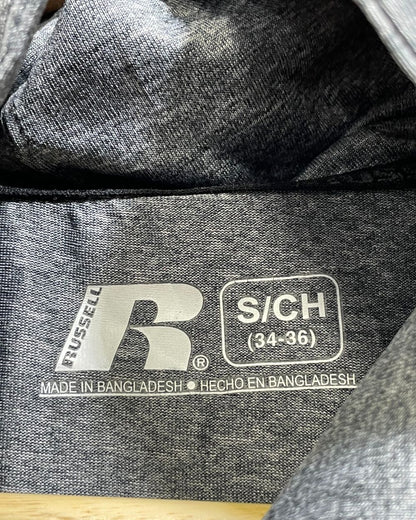 RUSSELL
R®
S/CH
(34-36)
MADE IN BANGLADESH ● HECHO EN BANGLADESH